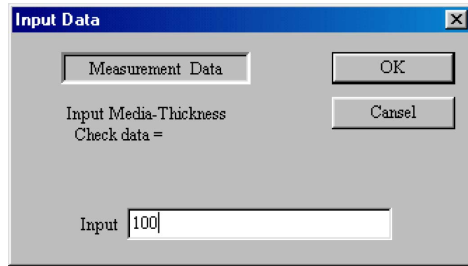 Input Data
Measurement Data
OK
Input Media-Thickness
Check data =
Cansel
Input 100